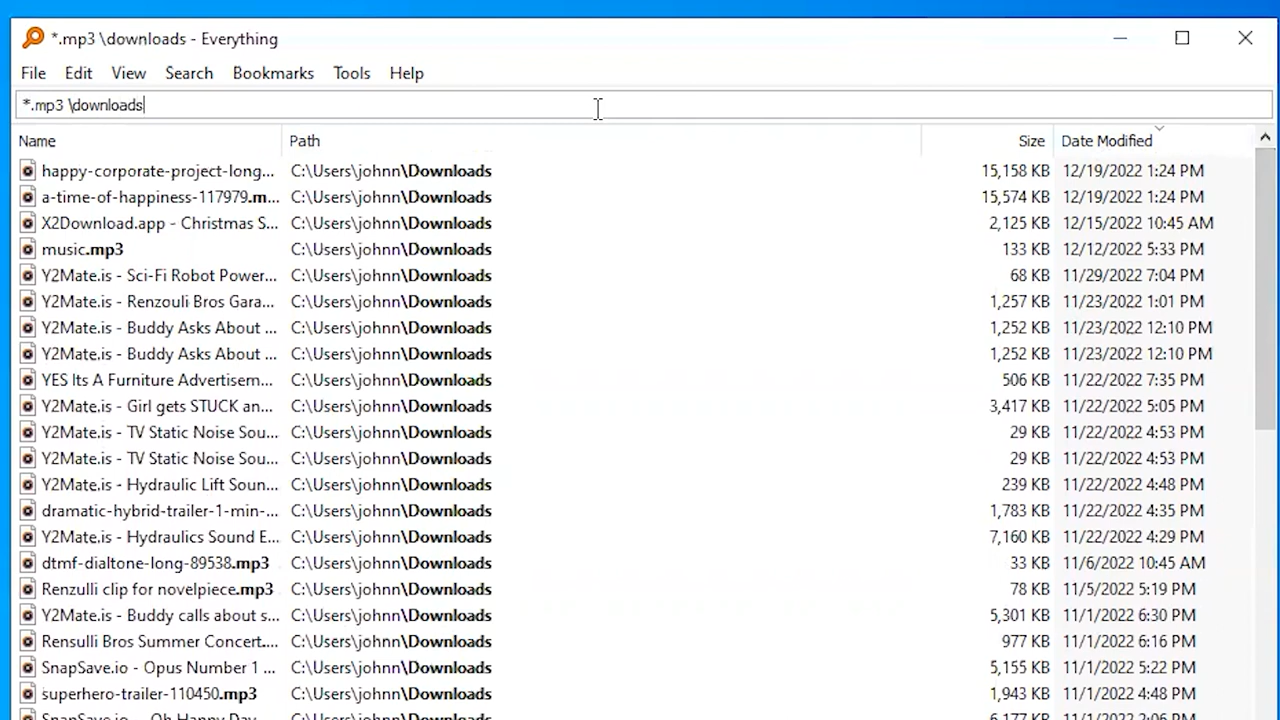 *.mp3 \downloads - Everything
File Edit View Search Bookmarks Tools Help
*.mp3 \downloads
Name Path Size Date Modified
happy-corporate-project-long... C:\Users\johnn\Downloads 15,158 KB 12/19/2022 1:24 PM
a-time-of-happiness-117979.m... C:\Users\johnn\Downloads 15,574 KB 12/19/2022 1:24 PM
X2Download.app - Christmas S... C:\Users\johnn\Downloads 2,125 KB 12/15/2022 10:45 AM
music.mp3 C:\Users\johnn\Downloads 133 KB 12/12/2022 5:33 PM
Y2Mate.is - Sci-Fi Robot Power... C:\Users\johnn\Downloads 68 KB 11/29/2022 7:04 PM
Y2Mate.is - Renzouli Bros Gara... C:\Users\johnn\Downloads 1,257 KB 11/23/2022 1:01 PM
Y2Mate.is - Buddy Asks About ... C:\Users\johnn\Downloads 1,252 KB 11/23/2022 12:10 PM
Y2Mate.is - Buddy Asks About ... C:\Users\johnn\Downloads 1,252 KB 11/23/2022 12:10 PM
YES Its A Furniture Advertisem... C:\Users\johnn\Downloads 506 KB 11/22/2022 7:35 PM
Y2Mate.is - Girl gets STUCK an... C:\Users\johnn\Downloads 3,417 KB 11/22/2022 5:05 PM
Y2Mate.is - TV Static Noise Sou... C:\Users\johnn\Downloads 29 KB 11/22/2022 4:53 PM
Y2Mate.is - TV Static Noise Sou... C:\Users\johnn\Downloads 29 KB 11/22/2022 4:53 PM
Y2Mate.is - Hydraulic Lift Soun... C:\Users\johnn\Downloads 239 KB 11/22/2022 4:48 PM
dramatic-hybrid-trailer-1-min-... C:\Users\johnn\Downloads 1,783 KB 11/22/2022 4:35 PM
Y2Mate.is - Hydraulics Sound E... C:\Users\johnn\Downloads 7,160 KB 11/22/2022 4:29 PM
dtmf-dialtone-long-89538.mp3 C:\Users\johnn\Downloads 33 KB 11/6/2022 10:45 AM
Renzulli clip for novelpiece.mp3 C:\Users\johnn\Downloads 78 KB 11/5/2022 5:19 PM
Y2Mate.is - Buddy calls about s... C:\Users\johnn\Downloads 5,301 KB 11/1/2022 6:30 PM
Rensulli Bros Summer Concert.... C:\Users\johnn\Downloads 977 KB 11/1/2022 6:16 PM
SnapSave.io - Opus Number 1 ... C:\Users\johnn\Downloads 5,155 KB 11/1/2022 5:22 PM
superhero-trailer-110450.mp3 C:\Users\johnn\Downloads 1,943 KB 11/1/2022 4:48 PM
SnapSave.io - Oh Happy Day ... C:\Users\johnn\Downloads 6,177 KB 11/1/2022 2:06 PM